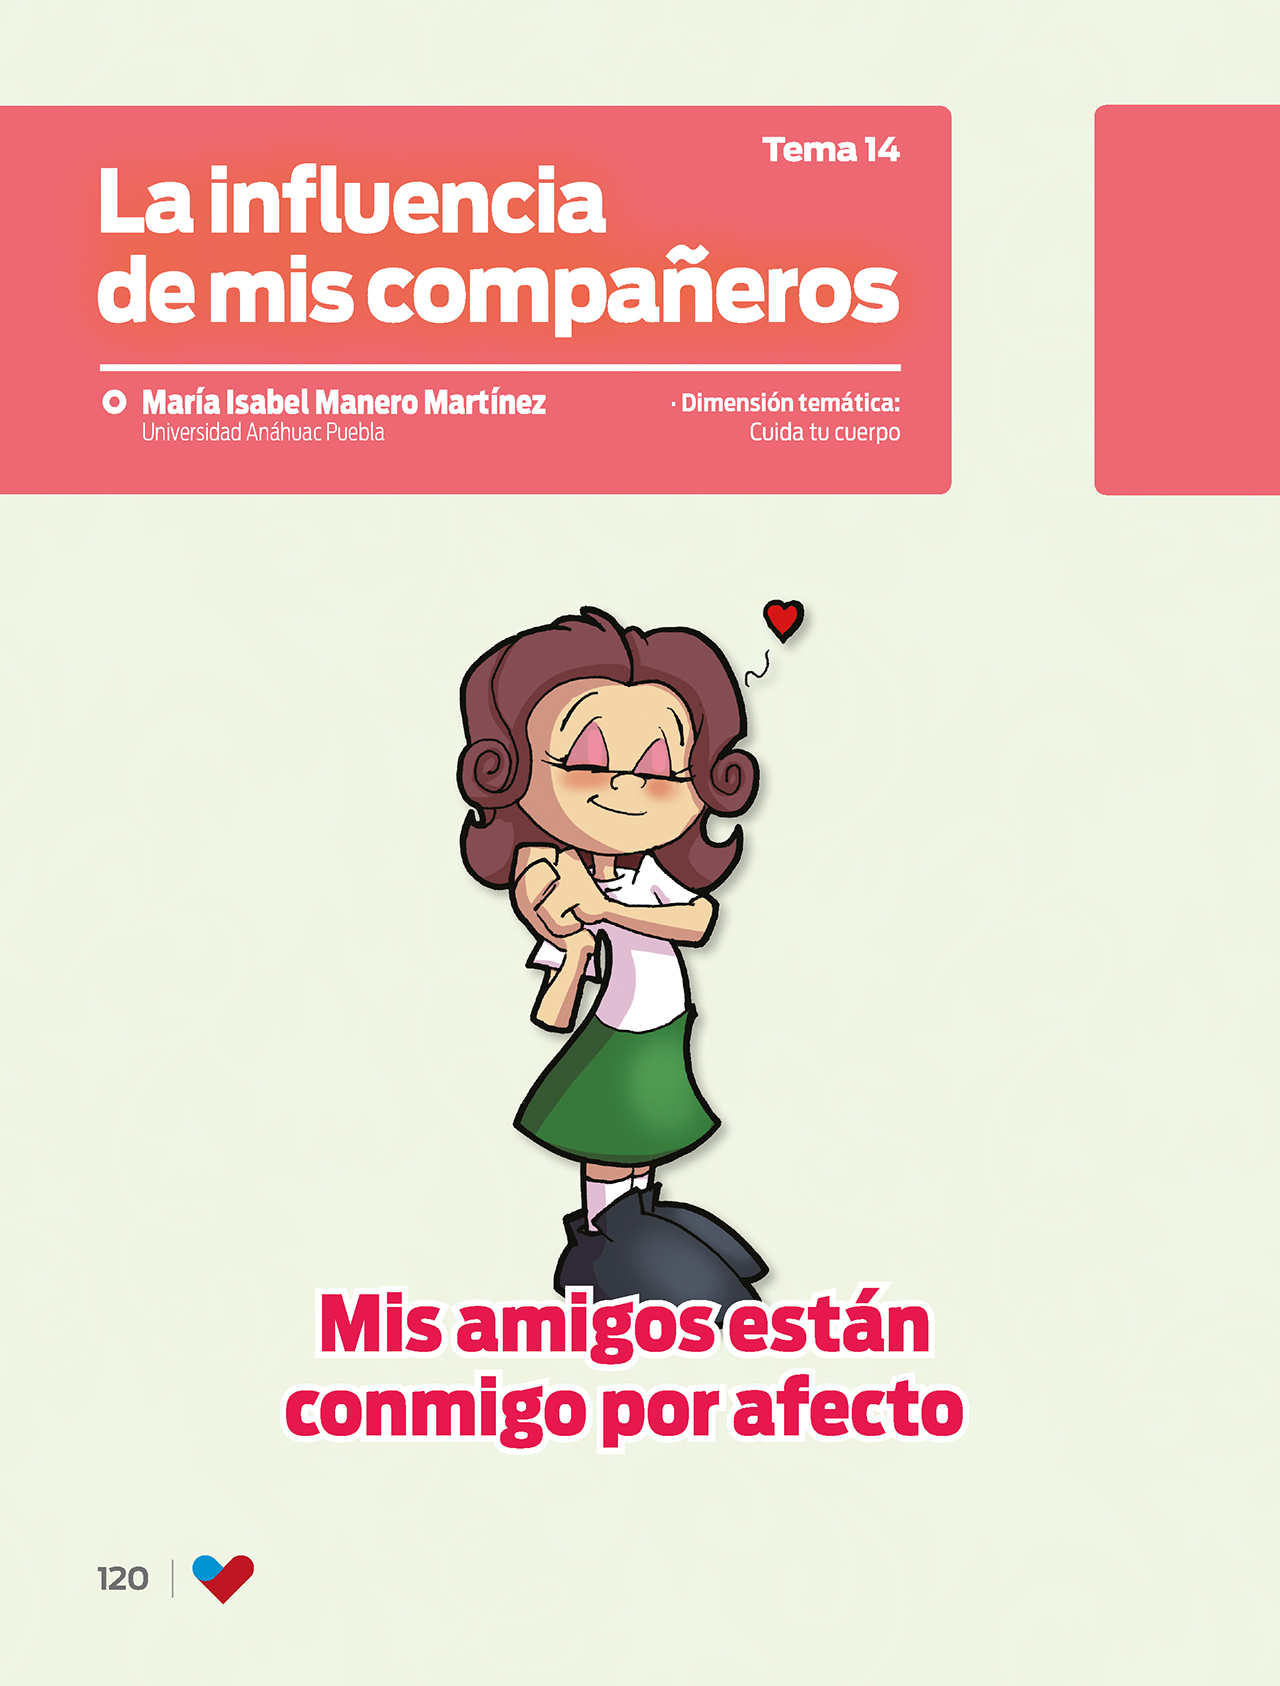 Tema 14
La influencia
de mis compañeros
María Isabel Manero Martínez
Universidad Anáhuac Puebla
· Dimensión temática:
Cuida tu cuerpo
Mis amigos están
conmigo por afecto
120